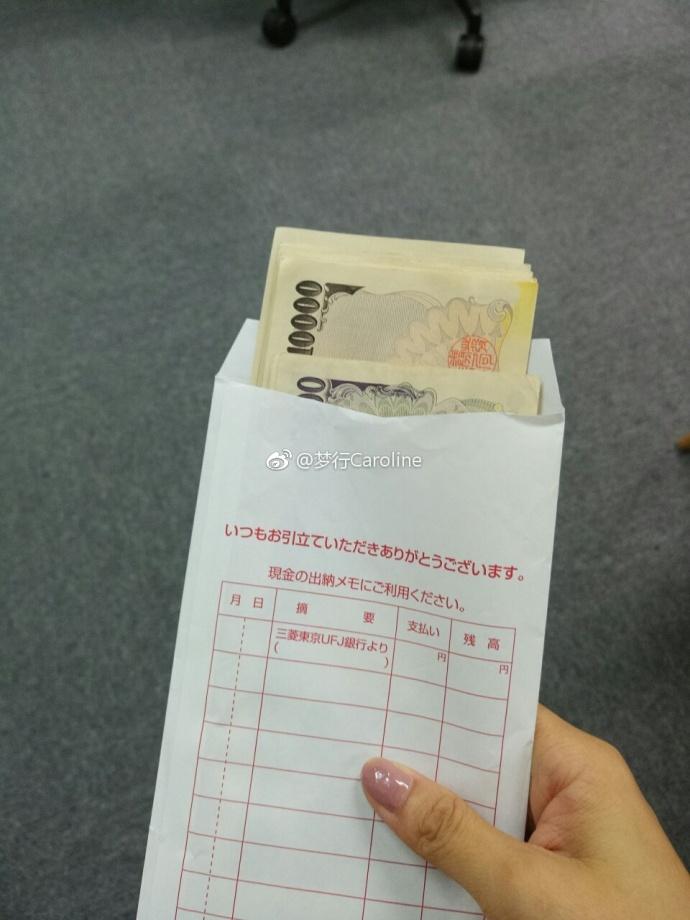 10000
00
@梦行Caroline
いつもお引立ていただきありがとうございます。
現金の出納メモにご利用ください。
月 日 摘 要 支払い 残 高
三菱東京UFJ銀行より 円 円
( )